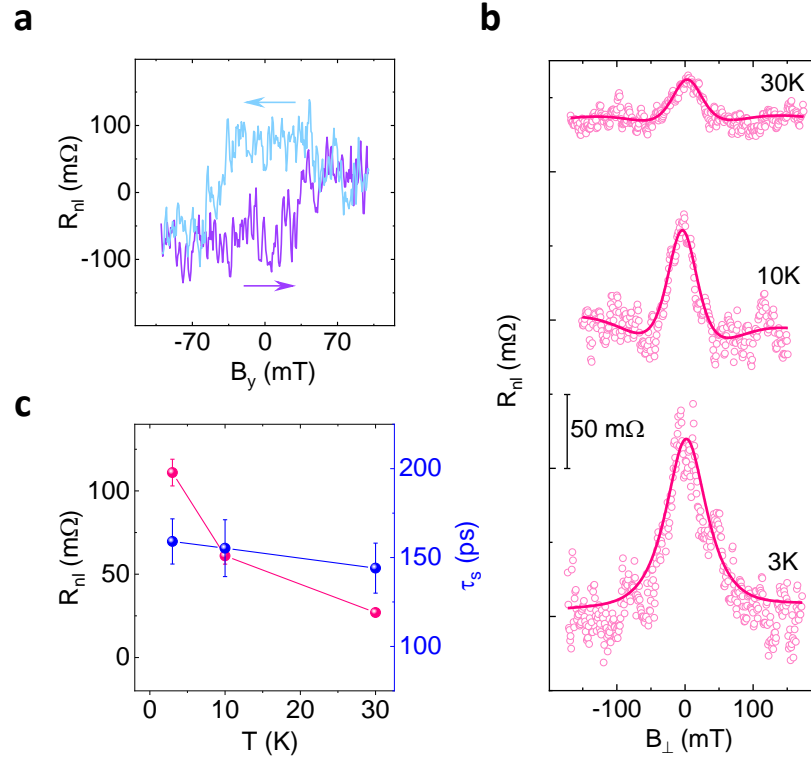 a
R_nl (mΩ)
100
0
-100
-70 0 70
B_y (mT)
b
30K
10K
50 mΩ
3K
R_nl (mΩ)
-100 0 100
B_⊥ (mT)
c
R_nl (mΩ)
100
50
0
200
150
100
τ_s (ps)
0 10 20 30
T (K)